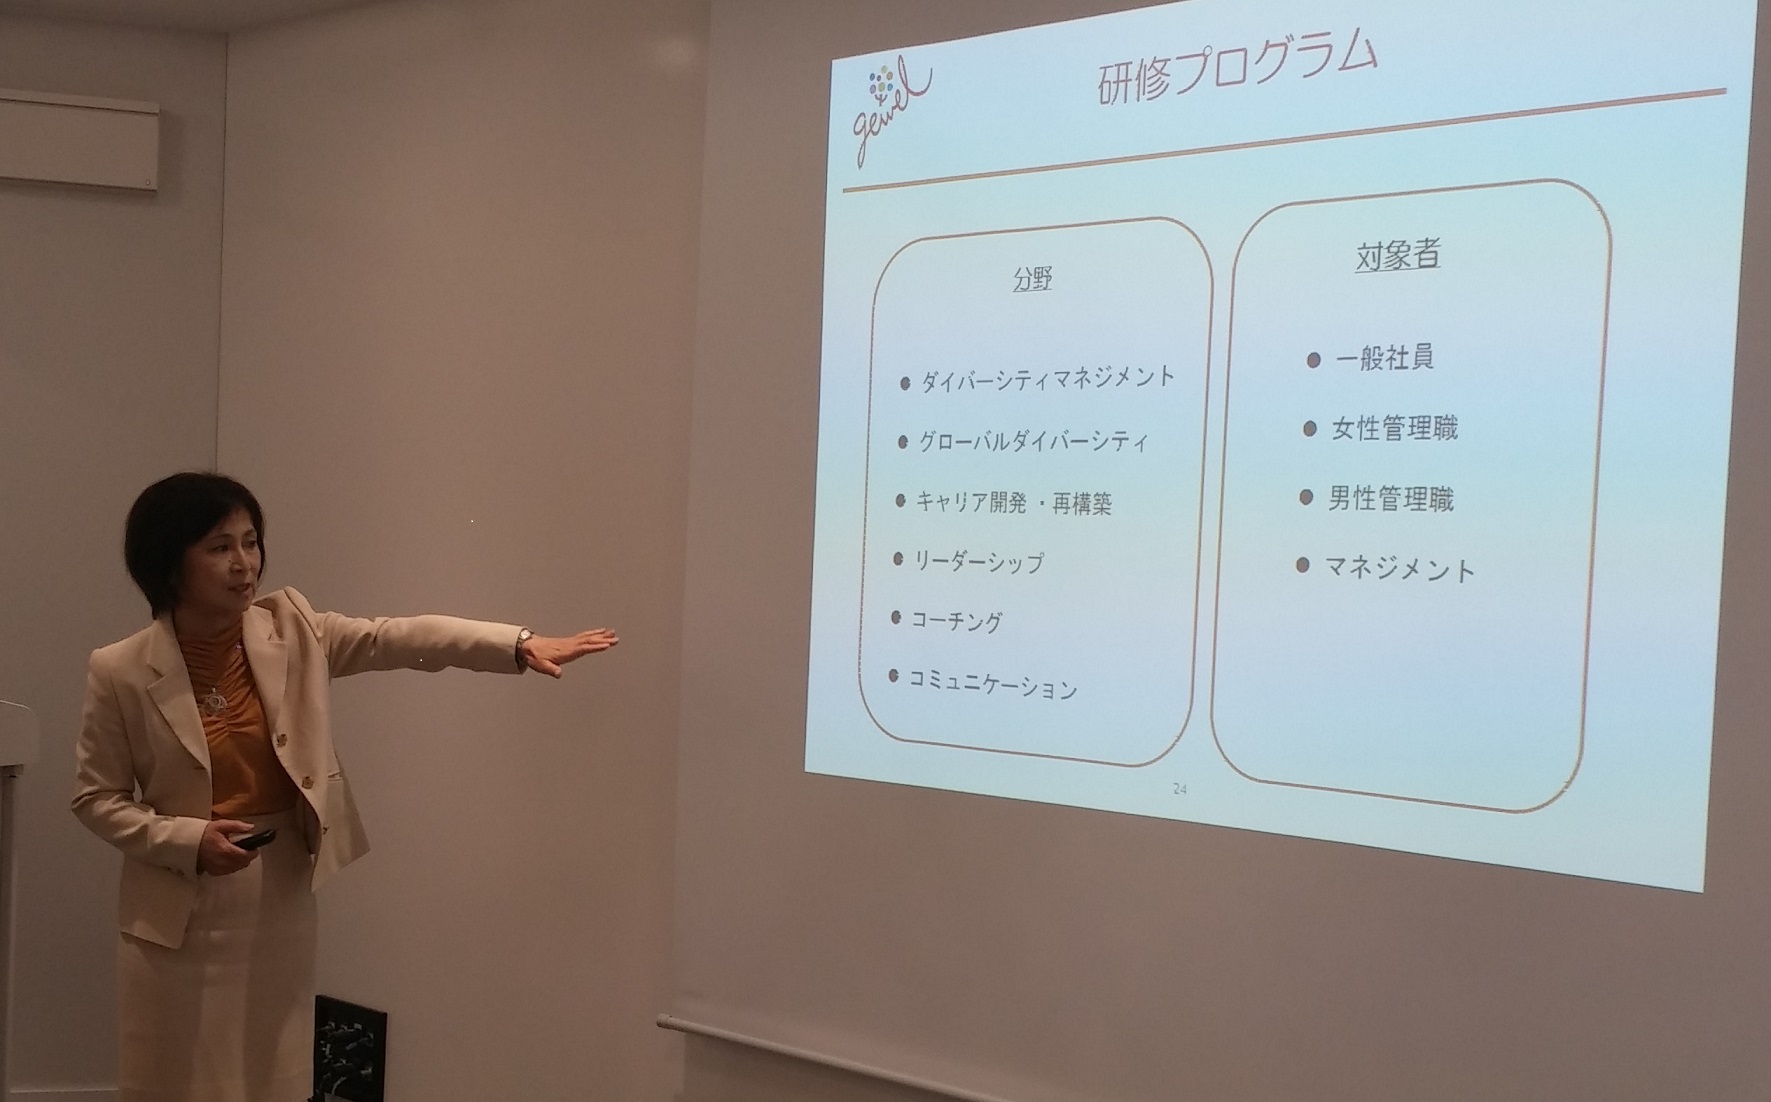 gewel
研修プログラム
分野
● ダイバーシティマネジメント
● グローバルダイバーシティ
● キャリア開発・再構築
● リーダーシップ
● コーチング
● コミュニケーション
対象者
● 一般社員
● 女性管理職
● 男性管理職
● マネジメント
24